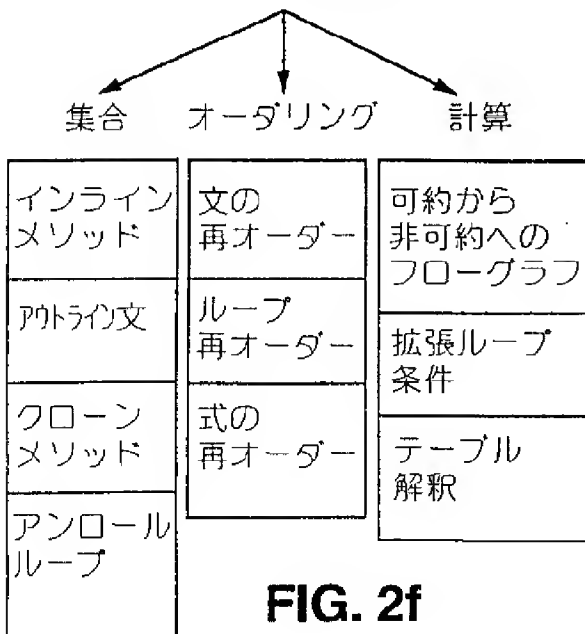 集合
オーダリング
計算
インライン
メソッド
アウトライン文
クローン
メソッド
アンロール
ループ
文の
再オーダー
ループ
再オーダー
式の
再オーダー
可約から
非可約への
フローグラフ
拡張ループ
条件
テーブル
解釈
FIG. 2f